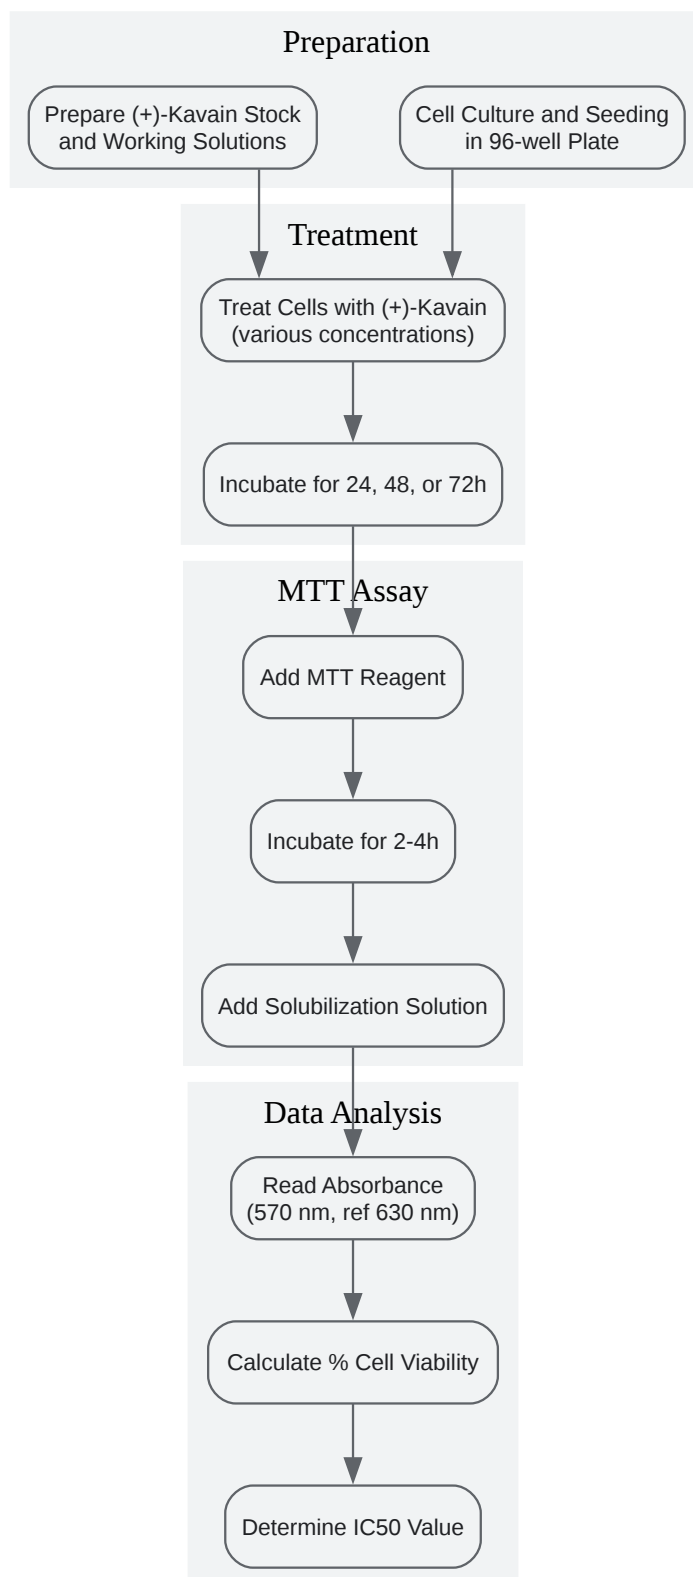 Preparation
Prepare (+)-Kavain Stock
and Working Solutions
Cell Culture and Seeding
in 96-well Plate
Treatment
Treat Cells with (+)-Kavain
(various concentrations)
Incubate for 24, 48, or 72h
MTT Assay
Add MTT Reagent
Incubate for 2-4h
Add Solubilization Solution
Data Analysis
Read Absorbance
(570 nm, ref 630 nm)
Calculate % Cell Viability
Determine IC50 Value